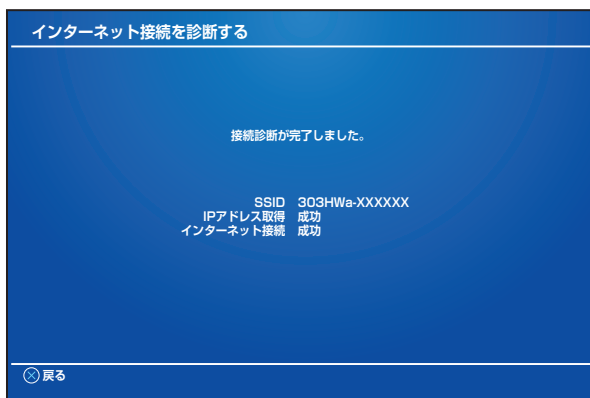 インターネット接続を診断する
接続診断が完了しました。
SSID 303HWa-XXXXXX
IPアドレス取得 成功
インターネット接続 成功
戻る